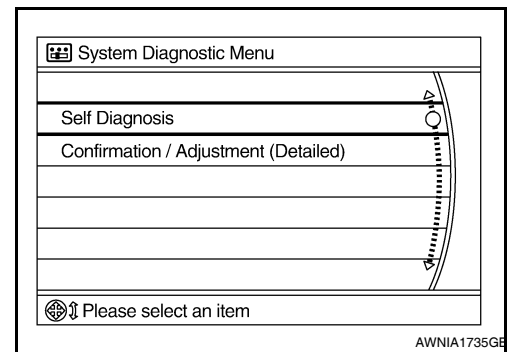 System Diagnostic Menu
Self Diagnosis
Confirmation / Adjustment (Detailed)
Please select an item
AWNIA1735GB